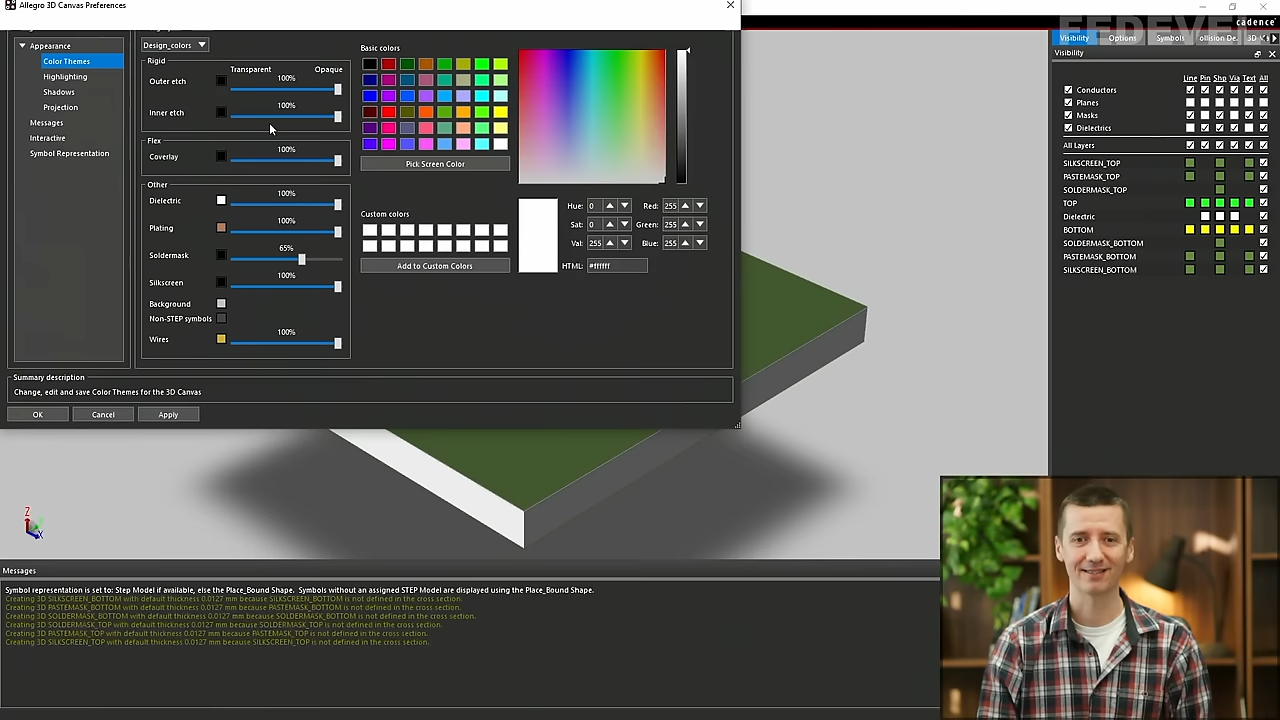 Allegro 3D Canvas Preferences
cadence
FEDEVEL
Appearance
Color Themes
Highlighting
Shadows
Projection
Messages
Interactive
Symbol Representation
Design_colors
Rigid
Transparent
Opaque
Outer etch
100%
Inner etch
100%
Flex
Coverlay
100%
Other
Dielectric
100%
Plating
100%
Soldermask
65%
Silkscreen
100%
Background
Non-STEP symbols
Wires
100%
Basic colors
Pick Screen Color
Custom colors
Add to Custom Colors
Hue: 0 Red: 255
Sat: 0 Green: 255
Val: 255 Blue: 255
HTML: #ffffff
Summary description
Change, edit and save Color Themes for the 3D Canvas
OK Cancel Apply
Visibility Options Symbols ollision De..
Visibility
Line Pin Shp Via Text All
Conductors
Planes
Masks
Dielectrics
All Layers
SILKSCREEN_TOP
PASTEMASK_TOP
SOLDERMASK_TOP
TOP
Dielectric
BOTTOM
SOLDERMASK_BOTTOM
PASTEMASK_BOTTOM
SILKSCREEN_BOTTOM
Z
X
Messages
Symbol representation is set to: Step Model if available, else the Place_Bound Shape. Symbols without an assigned STEP Model are displayed using the Place_Bound Shape.
Creating 3D SILKSCREEN_BOTTOM with default thickness 0.0127 mm because SILKSCREEN_BOTTOM is not defined in the cross section.
Creating 3D PASTEMASK_BOTTOM with default thickness 0.0127 mm because PASTEMASK_BOTTOM is not defined in the cross section.
Creating 3D SOLDERMASK_BOTTOM with default thickness 0.0127 mm because SOLDERMASK_BOTTOM is not defined in the cross section.
Creating 3D SOLDERMASK_TOP with default thickness 0.0127 mm because SOLDERMASK_TOP is not defined in the cross section.
Creating 3D PASTEMASK_TOP with default thickness 0.0127 mm because PASTEMASK_TOP is not defined in the cross section.
Creating 3D SILKSCREEN_TOP with default thickness 0.0127 mm because SILKSCREEN_TOP is not defined in the cross section.